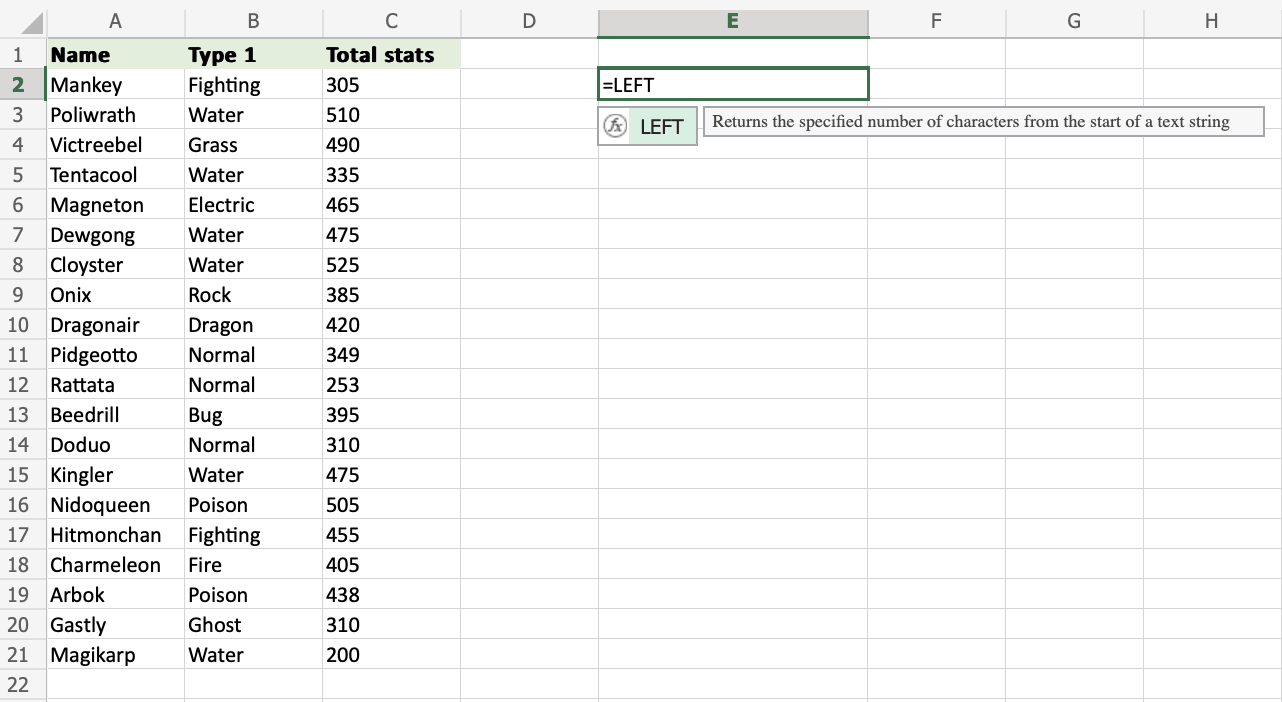 A B C D E F G H
1 Name Type 1 Total stats
2 Mankey Fighting 305 =LEFT
3 Poliwrath Water 510 fx LEFT Returns the specified number of characters from the start of a text string
4 Victreebel Grass 490
5 Tentacool Water 335
6 Magneton Electric 465
7 Dewgong Water 475
8 Cloyster Water 525
9 Onix Rock 385
10 Dragonair Dragon 420
11 Pidgeotto Normal 349
12 Rattata Normal 253
13 Beedrill Bug 395
14 Doduo Normal 310
15 Kingler Water 475
16 Nidoqueen Poison 505
17 Hitmonchan Fighting 455
18 Charmeleon Fire 405
19 Arbok Poison 438
20 Gastly Ghost 310
21 Magikarp Water 200
22